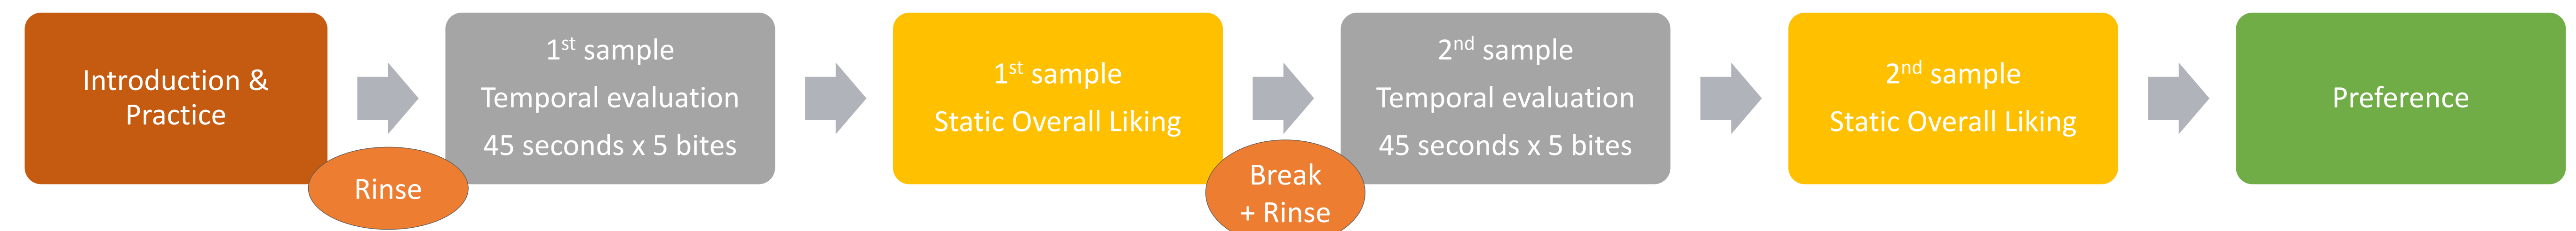 Introduction &
Practice
Rinse
1st sample
Temporal evaluation
45 seconds x 5 bites
1st sample
Static Overall Liking
Break
+ Rinse
2nd sample
Temporal evaluation
45 seconds x 5 bites
2nd sample
Static Overall Liking
Preference